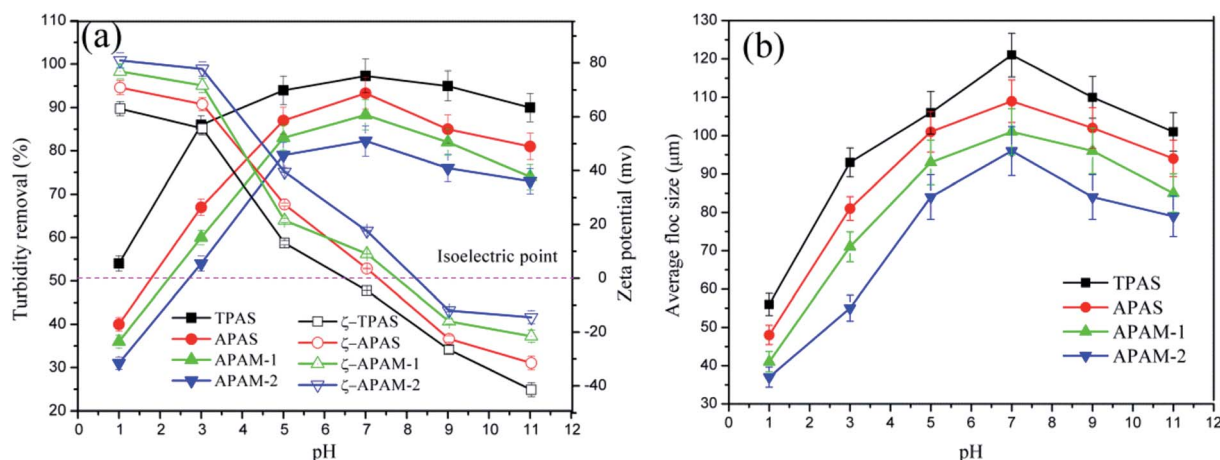 (a)
Turbidity removal (%)
110
100
90
80
70
60
50
40
30
20
80
60
40
20
0
-20
-40
Zeta potential (mv)
Isoelectric point
TPAS
APAS
APAM-1
APAM-2
ζ-TPAS
ζ-APAS
ζ-APAM-1
ζ-APAM-2
0 1 2 3 4 5 6 7 8 9 10 11 12
pH
(b)
Average floc size (μm)
130
120
110
100
90
80
70
60
50
40
30
TPAS
APAS
APAM-1
APAM-2
0 1 2 3 4 5 6 7 8 9 10 11 12
pH